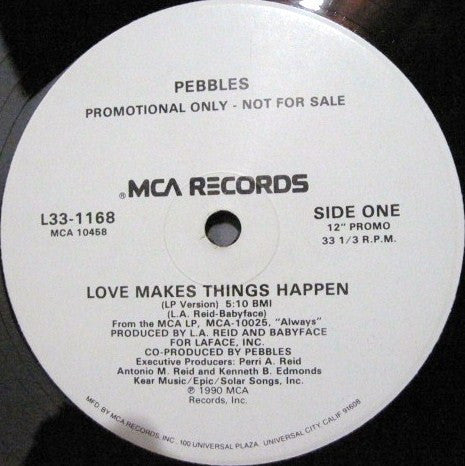 PEBBLES
PROMOTIONAL ONLY - NOT FOR SALE
® MCA RECORDS
L33-1168
MCA 10458
SIDE ONE
12" PROMO
33 1/3 R.P.M.
LOVE MAKES THINGS HAPPEN
(LP Version) 5:10 BMI
(L.A. Reid-Babyface)
From the MCA LP, MCA-10025, "Always"
PRODUCED BY L.A. REID AND BABYFACE
FOR LAFACE, INC.
CO-PRODUCED BY PEBBLES
Executive Producers: Perri A. Reid
Antonio M. Reid and Kenneth B. Edmonds
Kear Music/Epic/Solar Songs, Inc.
℗ 1990 MCA
Records, Inc.
MFD BY MCA RECORDS, INC. 100 UNIVERSAL PLAZA, UNIVERSAL CITY, CALIF 91608